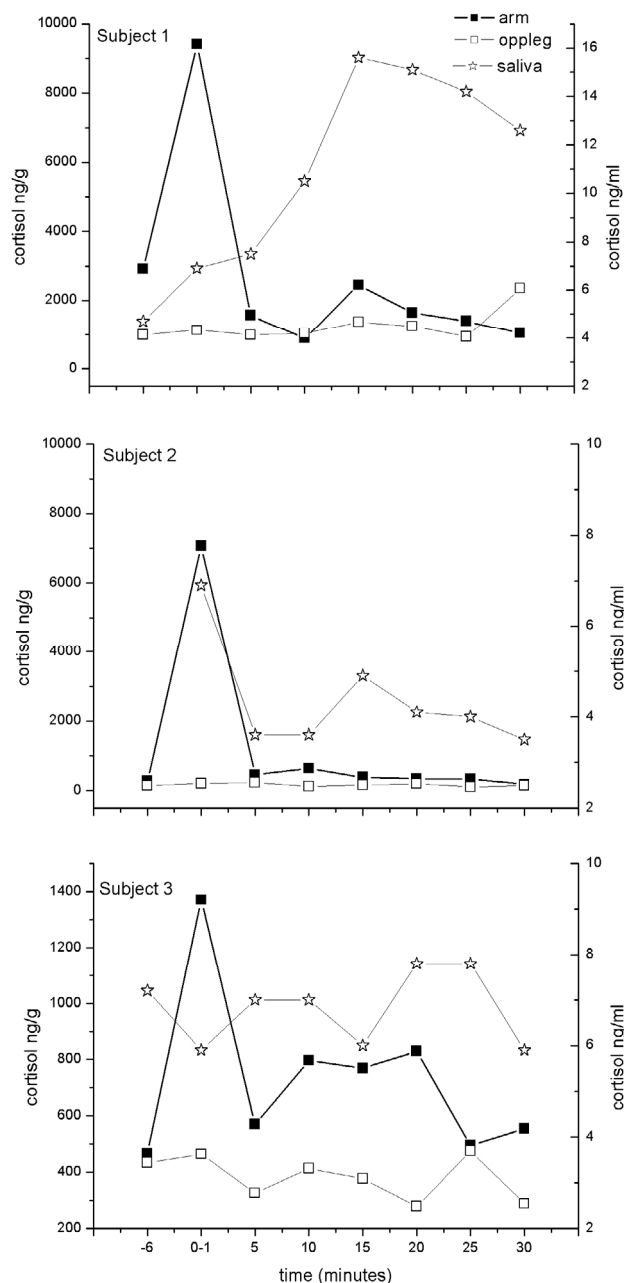 Subject 1
arm
oppleg
saliva
10000
8000
6000
4000
2000
0
cortisol ng/g
16
14
12
10
8
6
4
2
cortisol ng/ml
Subject 2
10000
8000
6000
4000
2000
0
cortisol ng/g
10
8
6
4
2
cortisol ng/ml
Subject 3
1400
1200
1000
800
600
400
200
cortisol ng/g
10
8
6
4
2
cortisol ng/ml
-6 0-1 5 10 15 20 25 30
time (minutes)